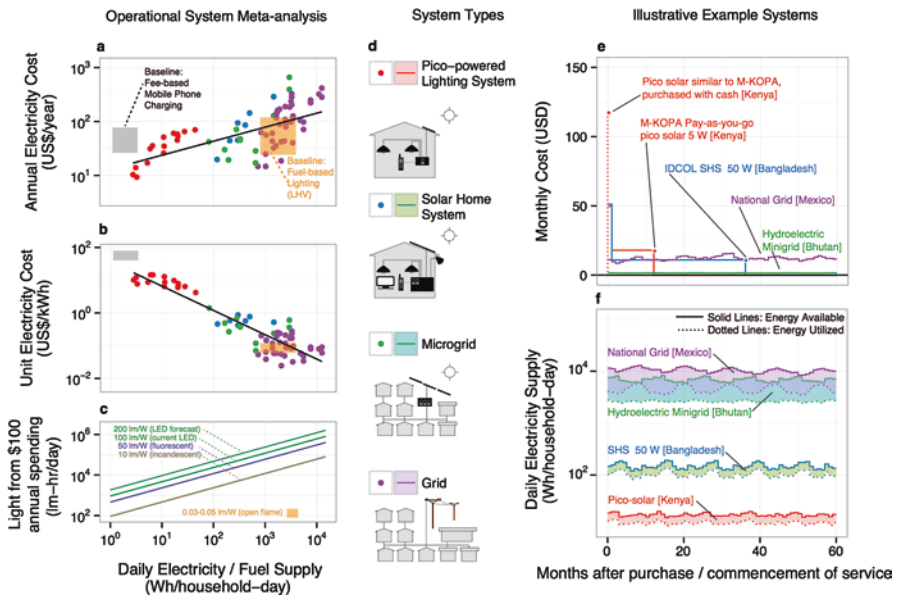 Operational System Meta-analysis
System Types
Illustrative Example Systems
a
Annual Electricity Cost
(US$/year)
10³
10²
10¹
Baseline:
Fee-based
Mobile Phone
Charging
Baseline:
Fuel-based
Lighting
(LHV)
b
Unit Electricity Cost
(US$/kWh)
10²
10⁰
10⁻²
c
Light from $100
annual spending
(lm-hr/day)
10⁶
10⁴
10²
200 lm/W (LED forecast)
100 lm/W (current LED)
50 lm/W (fluorescent)
10 lm/W (incandescent)
0.03-0.05 lm/W (open flame)
10⁰ 10¹ 10² 10³ 10⁴
Daily Electricity / Fuel Supply
(Wh/household-day)
d
Pico-powered
Lighting System
Solar Home
System
Microgrid
Grid
e
Monthly Cost (USD)
150
100
50
0
Pico solar similar to M-KOPA,
purchased with cash [Kenya]
M-KOPA Pay-as-you-go
pico solar 5 W [Kenya]
IDCOL SHS 50 W [Bangladesh]
National Grid [Mexico]
Hydroelectric
Minigrid [Bhutan]
f
Daily Electricity Supply
(Wh/household-day)
10⁴
10²
Solid Lines: Energy Available
Dotted Lines: Energy Utilized
National Grid [Mexico]
Hydroelectric Minigrid [Bhutan]
SHS 50 W [Bangladesh]
Pico-solar [Kenya]
0 20 40 60
Months after purchase / commencement of service